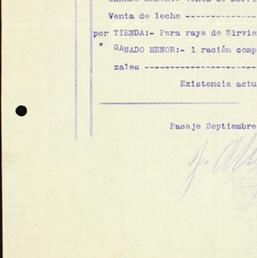 Venta de leche ------------
por TIENDA:- Para raya de Sirvie
" GANADO MENOR:- 1 ración comp
zales ------------------
Existencia actu
Pasaje Septiembre